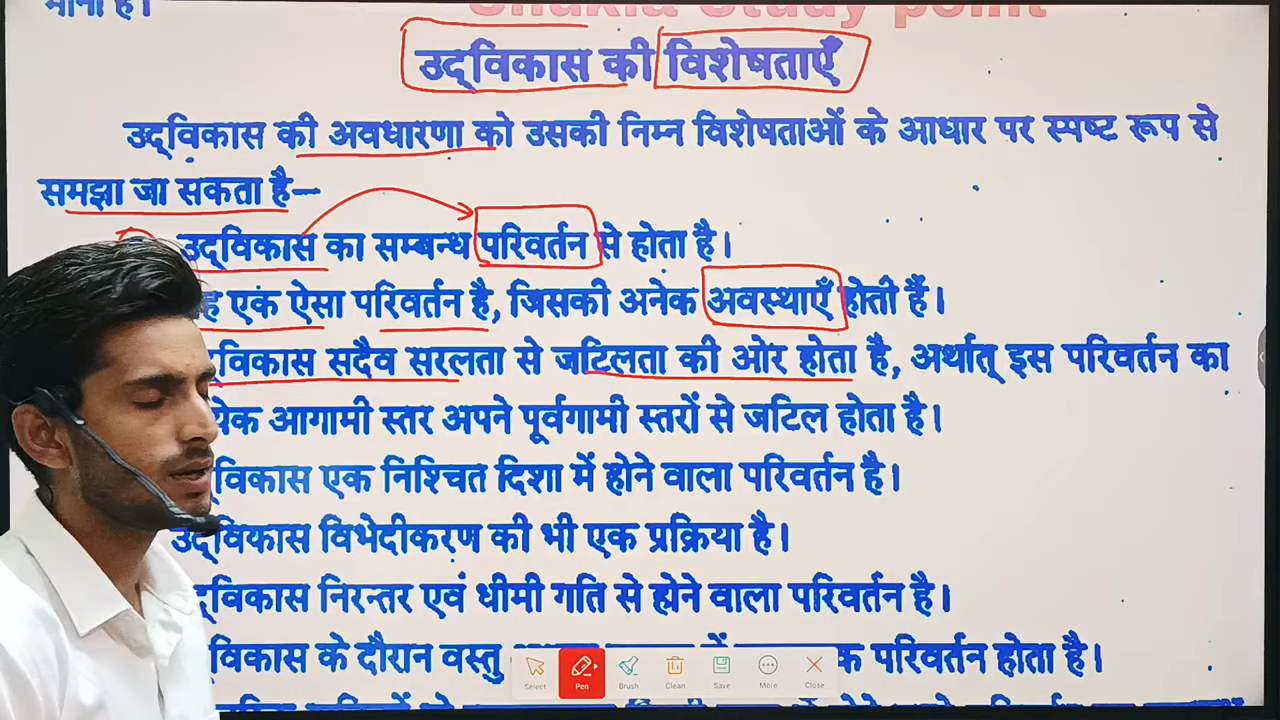 माना है।
Shukla Study point
उद्‌विकास की विशेषताएँ
उद्‌विकास की अवधारणा को उसकी निम्न विशेषताओं के आधार पर स्पष्ट रूप से
समझा जा सकता है—
उद्‌विकास का सम्बन्ध परिवर्तन से होता है।
एक ऐसा परिवर्तन है, जिसकी अनेक अवस्थाएँ होती हैं।
सदैव सरलता से जटिलता की ओर होता है, अर्थात् इस परिवर्तन का
आगामी स्तर अपने पूर्वगामी स्तरों से जटिल होता है।
विकास एक निश्चित दिशा में होने वाला परिवर्तन है।
उद्‌विकास विभेदीकरण की भी एक प्रक्रिया है।
विकास निरन्तर एवं धीमी गति से होने वाला परिवर्तन है।
विकास के दौरान वस्तु परिवर्तन होता है।
Select Pen Brush Clean Save More Close